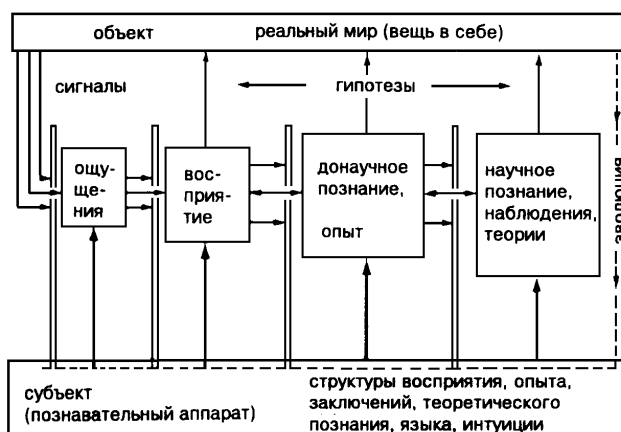 объект реальный мир (вещь в себе)
сигналы
гипотезы
ощу-
ще-
ния
вос-
прия-
тие
донаучное
познание,
опыт
научное
познание,
наблюдения,
теории
эволюция
субъект
(познавательный аппарат)
структуры восприятия, опыта,
заключений, теоретического
познания, языка, интуиции